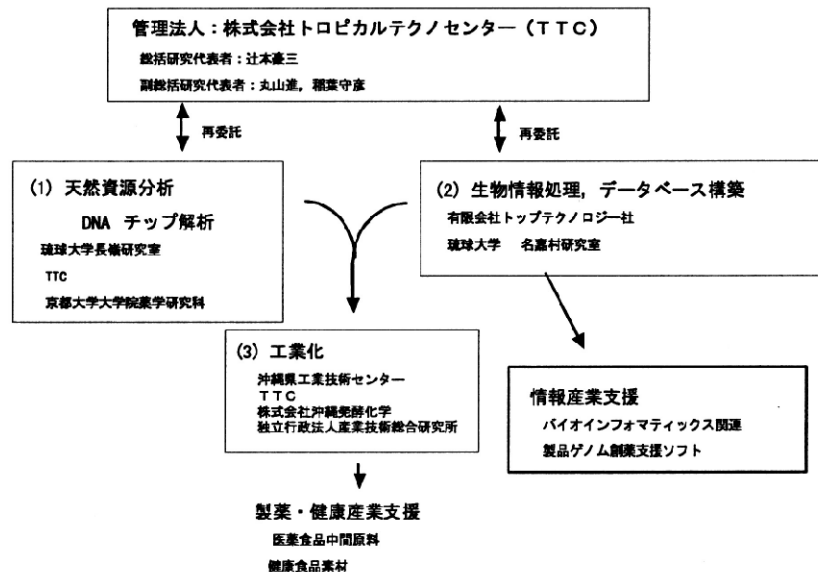 管理法人：株式会社トロピカルテクノセンター（ＴＴＣ）
総括研究代表者：辻本豪三
副総括研究代表者：丸山進，稲葉守彦
再委託
再委託
(1) 天然資源分析
DNA チップ解析
琉球大学長嶺研究室
TTC
京都大学大学院薬学研究科
(2) 生物情報処理，データベース構築
有限会社トップテクノロジー社
琉球大学　名嘉村研究室
(3) 工業化
沖縄県工業技術センター
ＴＴＣ
株式会社沖縄発酵化学
独立行政法人産業技術総合研究所
情報産業支援
バイオインフォマティックス関連
製品ゲノム創薬支援ソフト
製薬・健康産業支援
医薬食品中間原料
健康食品素材